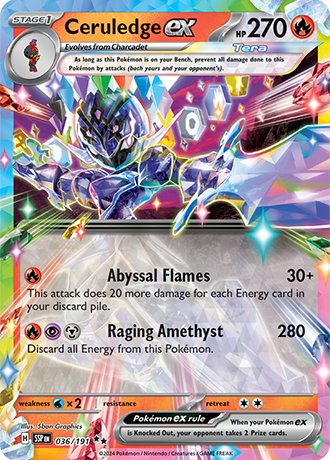 STAGE 1 Ceruledge ex HP 270
Evolves from Charcadet
Tera
As long as this Pokémon is on your Bench, prevent all damage done to this
Pokémon by attacks (both yours and your opponent's).
Abyssal Flames 30+
This attack does 20 more damage for each Energy card in
your discard pile.
Raging Amethyst 280
Discard all Energy from this Pokémon.
weakness ×2 resistance retreat
Illus. 5ban Graphics
Pokémon ex rule
When your Pokémon ex
is Knocked Out, your opponent takes 2 Prize cards.
H SSP EN 036/191
©2024 Pokémon / Nintendo / Creatures / GAME FREAK